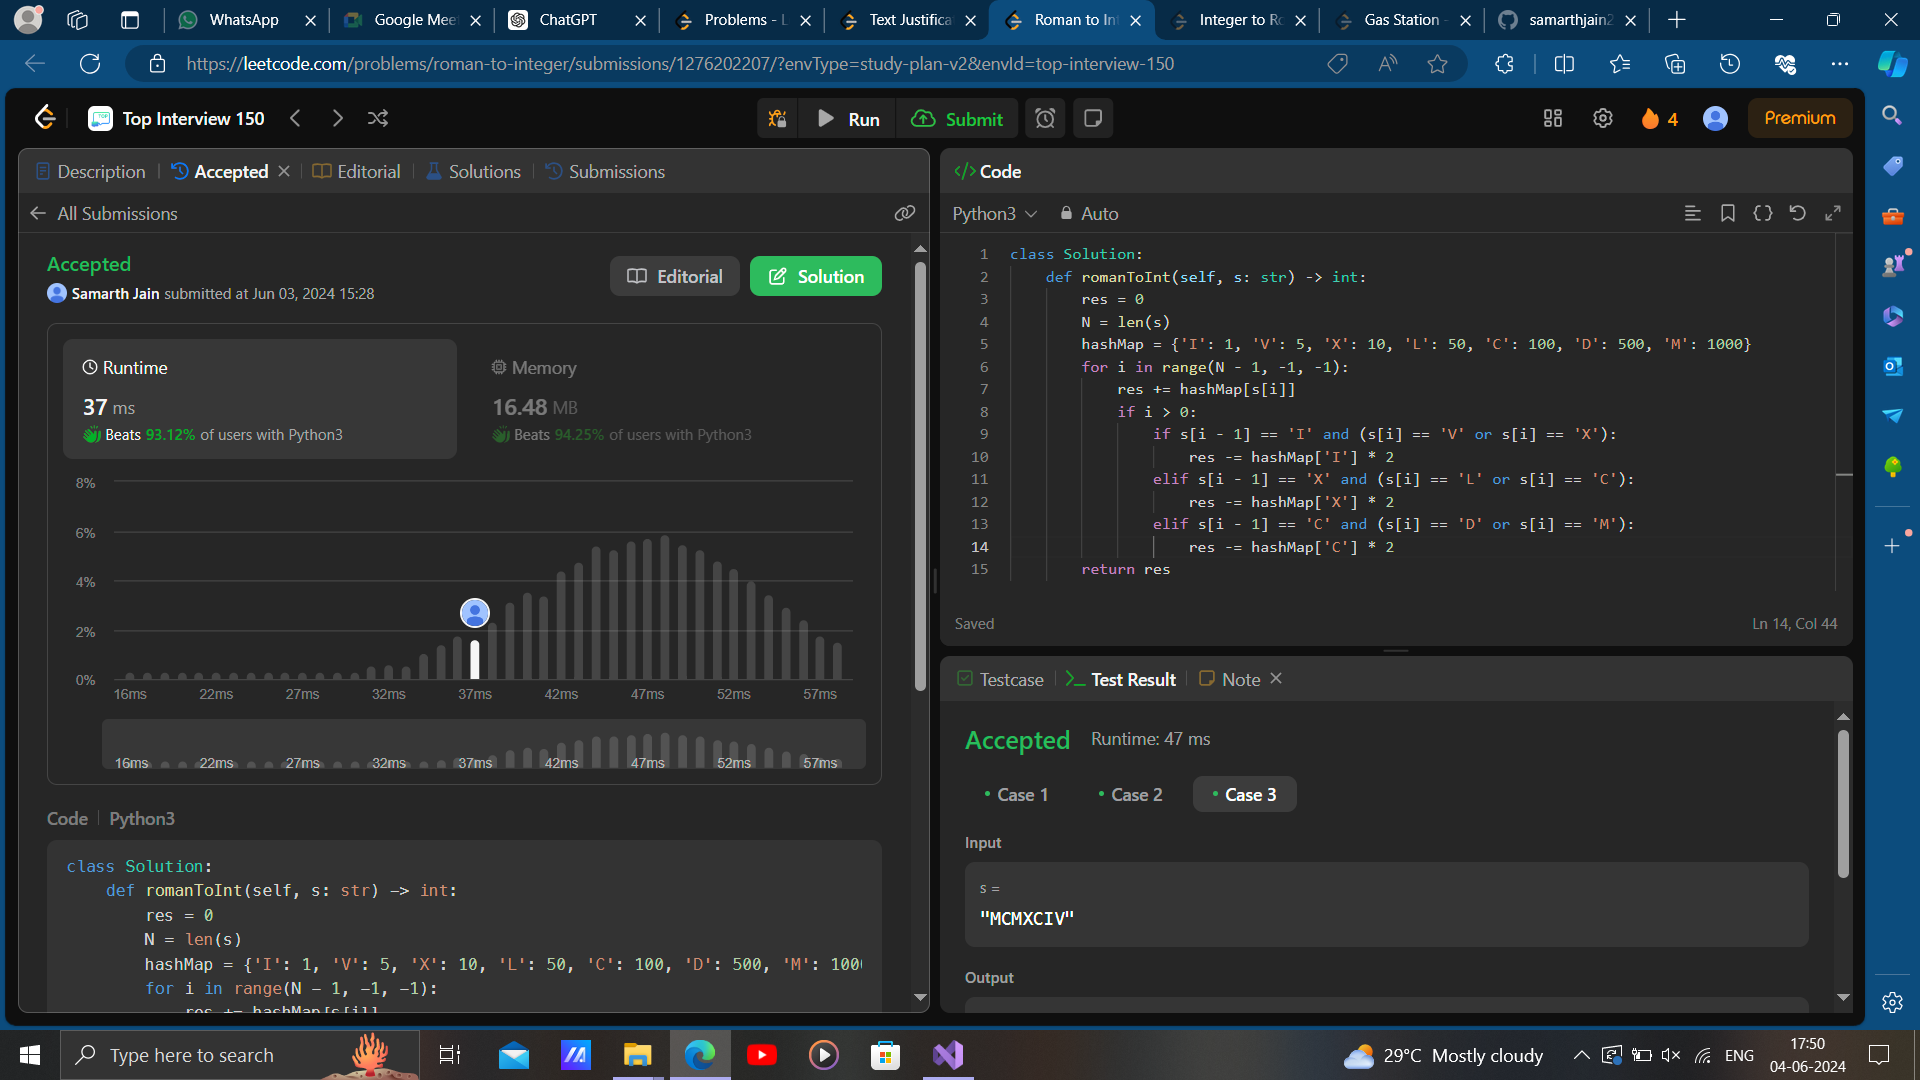 WhatsApp
Google Mee
ChatGPT
Problems - L
Text Justifica
Roman to In
Integer to Ro
Gas Station -
samarthjain2
https://leetcode.com/problems/roman-to-integer/submissions/1276202207/?envType=study-plan-v2&envId=top-interview-150
Top Interview 150
Run
Submit
4
Premium
Description
Accepted
Editorial
Solutions
Submissions
All Submissions
Accepted
Samarth Jain submitted at Jun 03, 2024 15:28
Editorial
Solution
Runtime
37 ms
Beats 93.12% of users with Python3
Memory
16.48 MB
Beats 94.25% of users with Python3
8%
6%
4%
2%
0%
16ms 22ms 27ms 32ms 37ms 42ms 47ms 52ms 57ms
16ms 22ms 27ms 32ms 37ms 42ms 47ms 52ms 57ms
Code | Python3
class Solution:
    def romanToInt(self, s: str) -> int:
        res = 0
        N = len(s)
        hashMap = {'I': 1, 'V': 5, 'X': 10, 'L': 50, 'C': 100, 'D': 500, 'M': 100
        for i in range(N - 1, -1, -1):
            res += hashMap[s[i]]
</> Code
Python3
Auto
1 class Solution:
2     def romanToInt(self, s: str) -> int:
3         res = 0
4         N = len(s)
5         hashMap = {'I': 1, 'V': 5, 'X': 10, 'L': 50, 'C': 100, 'D': 500, 'M': 1000}
6         for i in range(N - 1, -1, -1):
7             res += hashMap[s[i]]
8             if i > 0:
9                 if s[i - 1] == 'I' and (s[i] == 'V' or s[i] == 'X'):
10                     res -= hashMap['I'] * 2
11                 elif s[i - 1] == 'X' and (s[i] == 'L' or s[i] == 'C'):
12                     res -= hashMap['X'] * 2
13                 elif s[i - 1] == 'C' and (s[i] == 'D' or s[i] == 'M'):
14                     res -= hashMap['C'] * 2
15         return res
Saved
Ln 14, Col 44
Testcase
Test Result
Note
Accepted
Runtime: 47 ms
Case 1
Case 2
Case 3
Input
s =
"MCMXCIV"
Output
Type here to search
29°C Mostly cloudy
ENG
17:50
04-06-2024